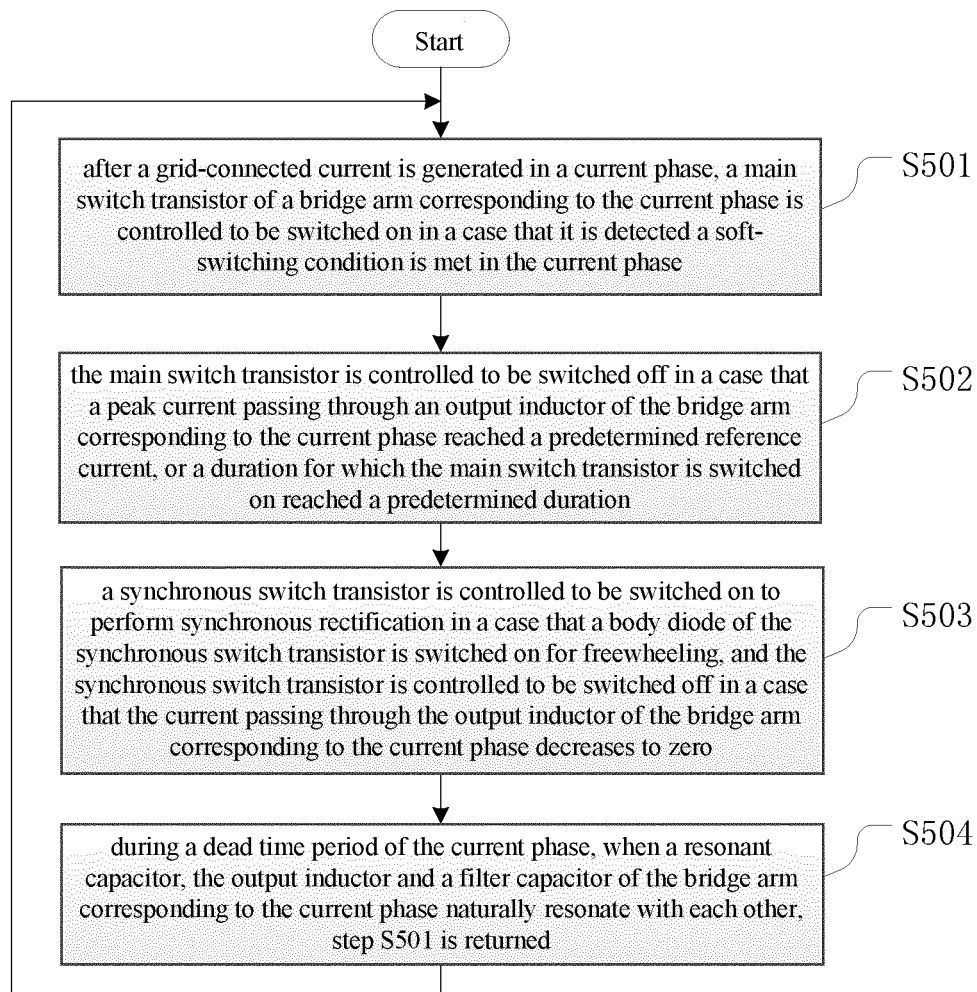 Start
after a grid-connected current is generated in a current phase, a main
switch transistor of a bridge arm corresponding to the current phase is
controlled to be switched on in a case that it is detected a soft-
switching condition is met in the current phase
S501
the main switch transistor is controlled to be switched off in a case that
a peak current passing through an output inductor of the bridge arm
corresponding to the current phase reached a predetermined reference
current, or a duration for which the main switch transistor is switched
on reached a predetermined duration
S502
a synchronous switch transistor is controlled to be switched on to
perform synchronous rectification in a case that a body diode of the
synchronous switch transistor is switched on for freewheeling, and the
synchronous switch transistor is controlled to be switched off in a case
that the current passing through the output inductor of the bridge arm
corresponding to the current phase decreases to zero
S503
during a dead time period of the current phase, when a resonant
capacitor, the output inductor and a filter capacitor of the bridge arm
corresponding to the current phase naturally resonate with each other,
step S501 is returned
S504